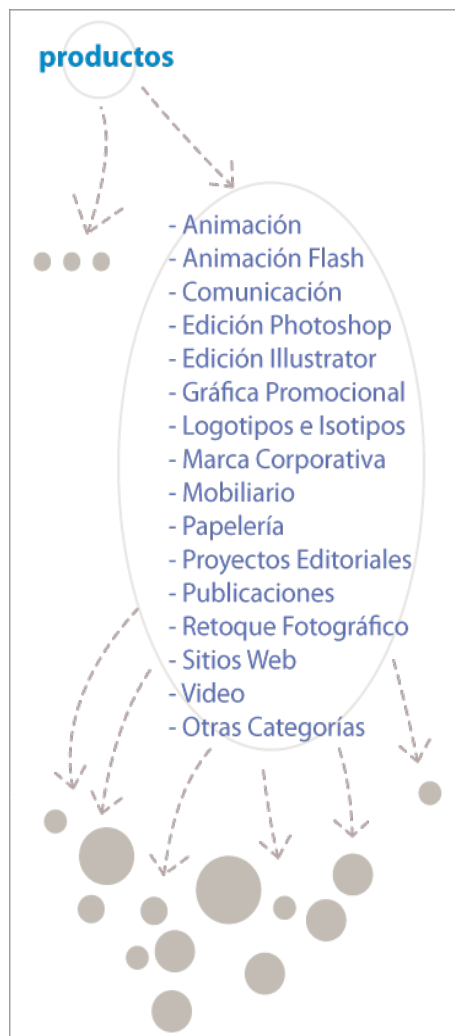 productos
- Animación
- Animación Flash
- Comunicación
- Edición Photoshop
- Edición Illustrator
- Gráfica Promocional
- Logotipos e Isotipos
- Marca Corporativa
- Mobiliario
- Papelería
- Proyectos Editoriales
- Publicaciones
- Retoque Fotográfico
- Sitios Web
- Video
- Otras Categorías